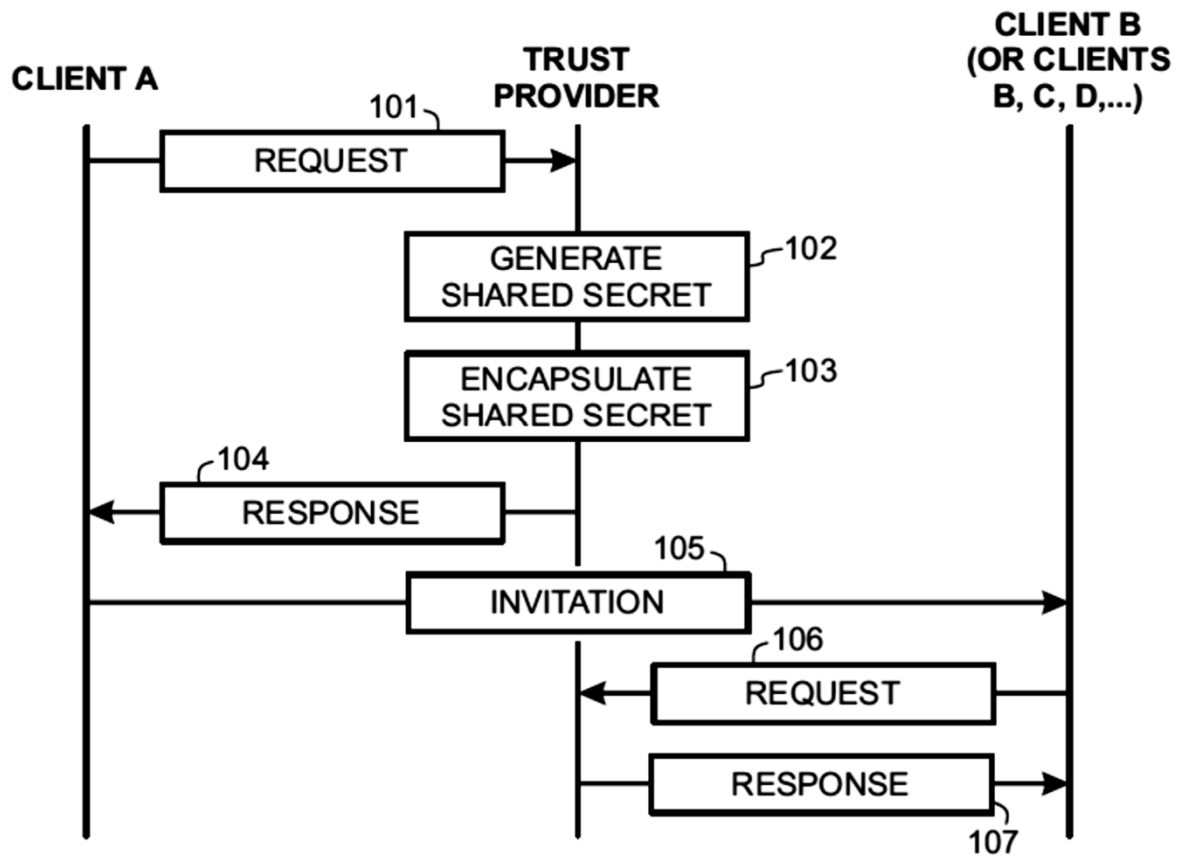 CLIENT A
TRUST
PROVIDER
CLIENT B
(OR CLIENTS
B, C, D,...)
101
REQUEST
GENERATE
SHARED SECRET
102
ENCAPSULATE
SHARED SECRET
103
104
RESPONSE
105
INVITATION
106
REQUEST
RESPONSE
107